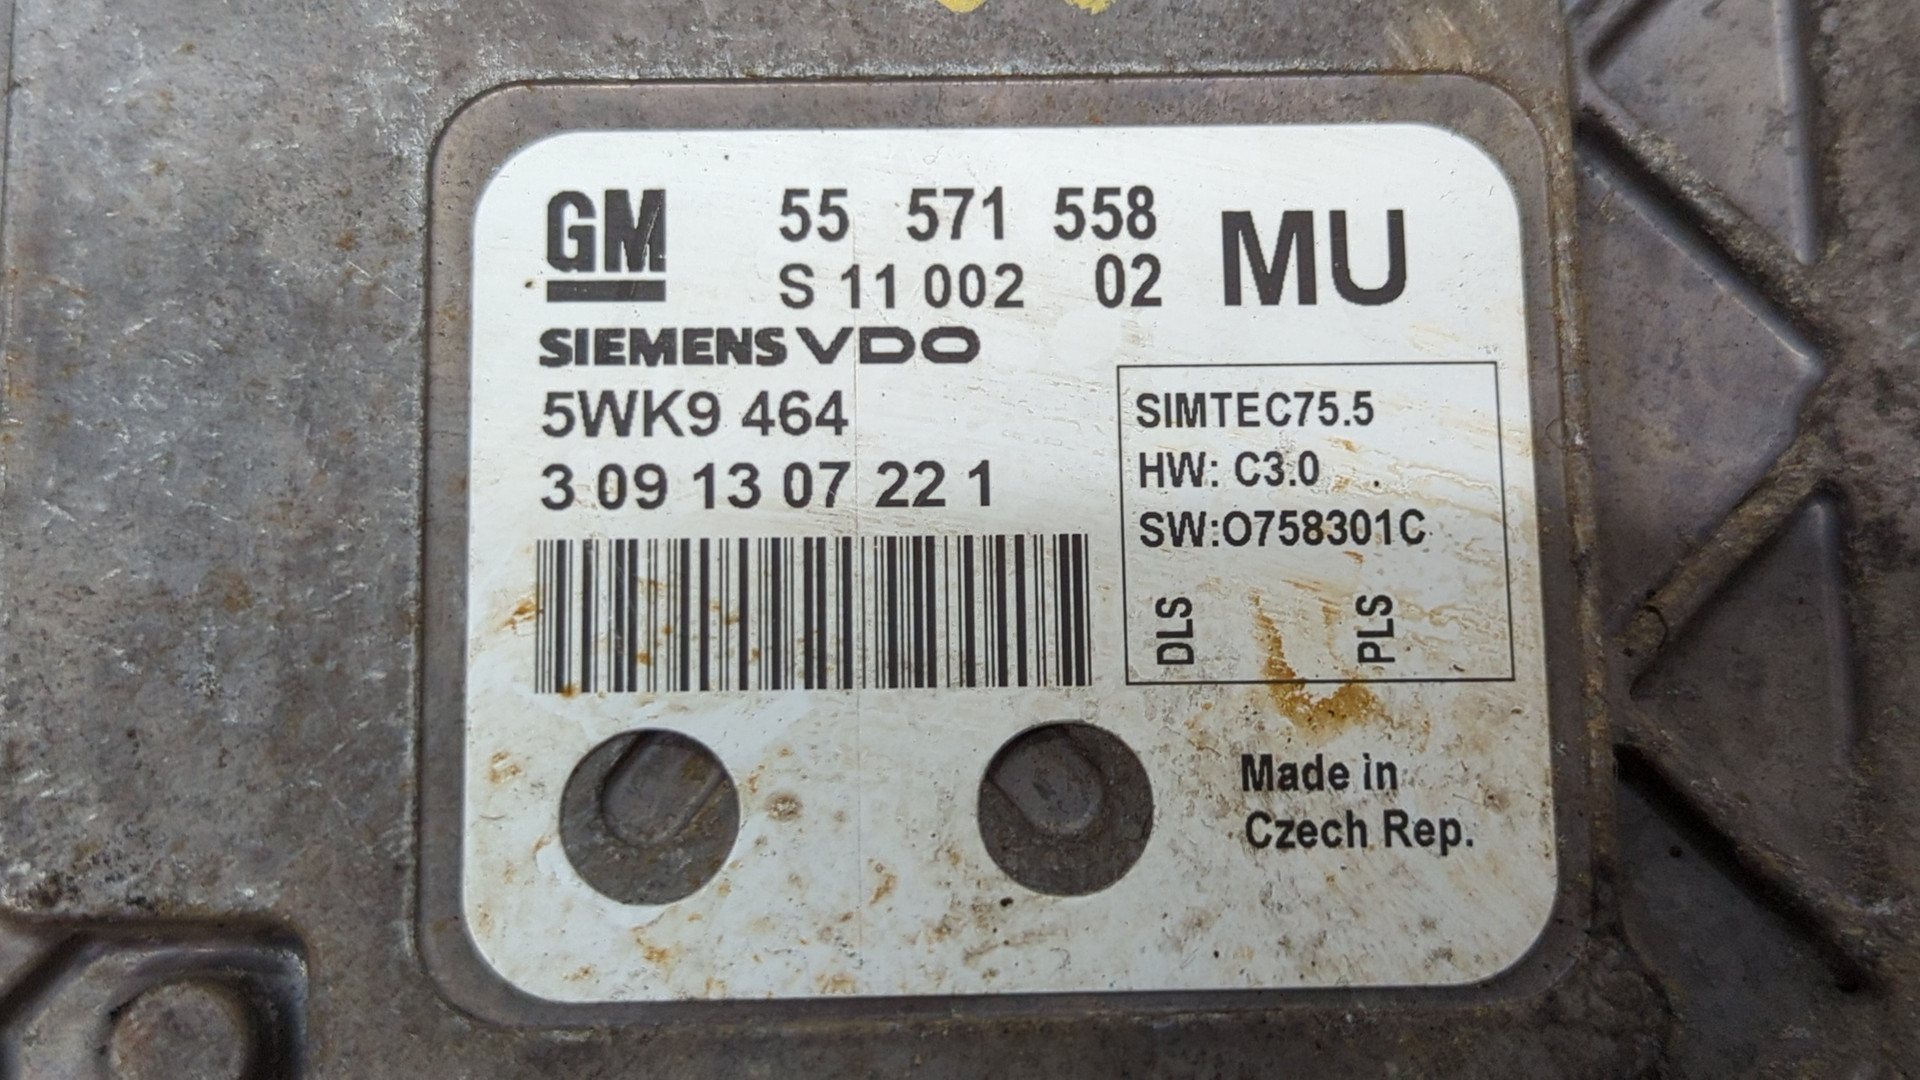 GM 55 571 558 MU
S 11 002 02
SIEMENS VDO
5WK9 464
3 09 13 07 22 1
SIMTEC75.5
HW: C3.0
SW:O758301C
DLS PLS
Made in
Czech Rep.